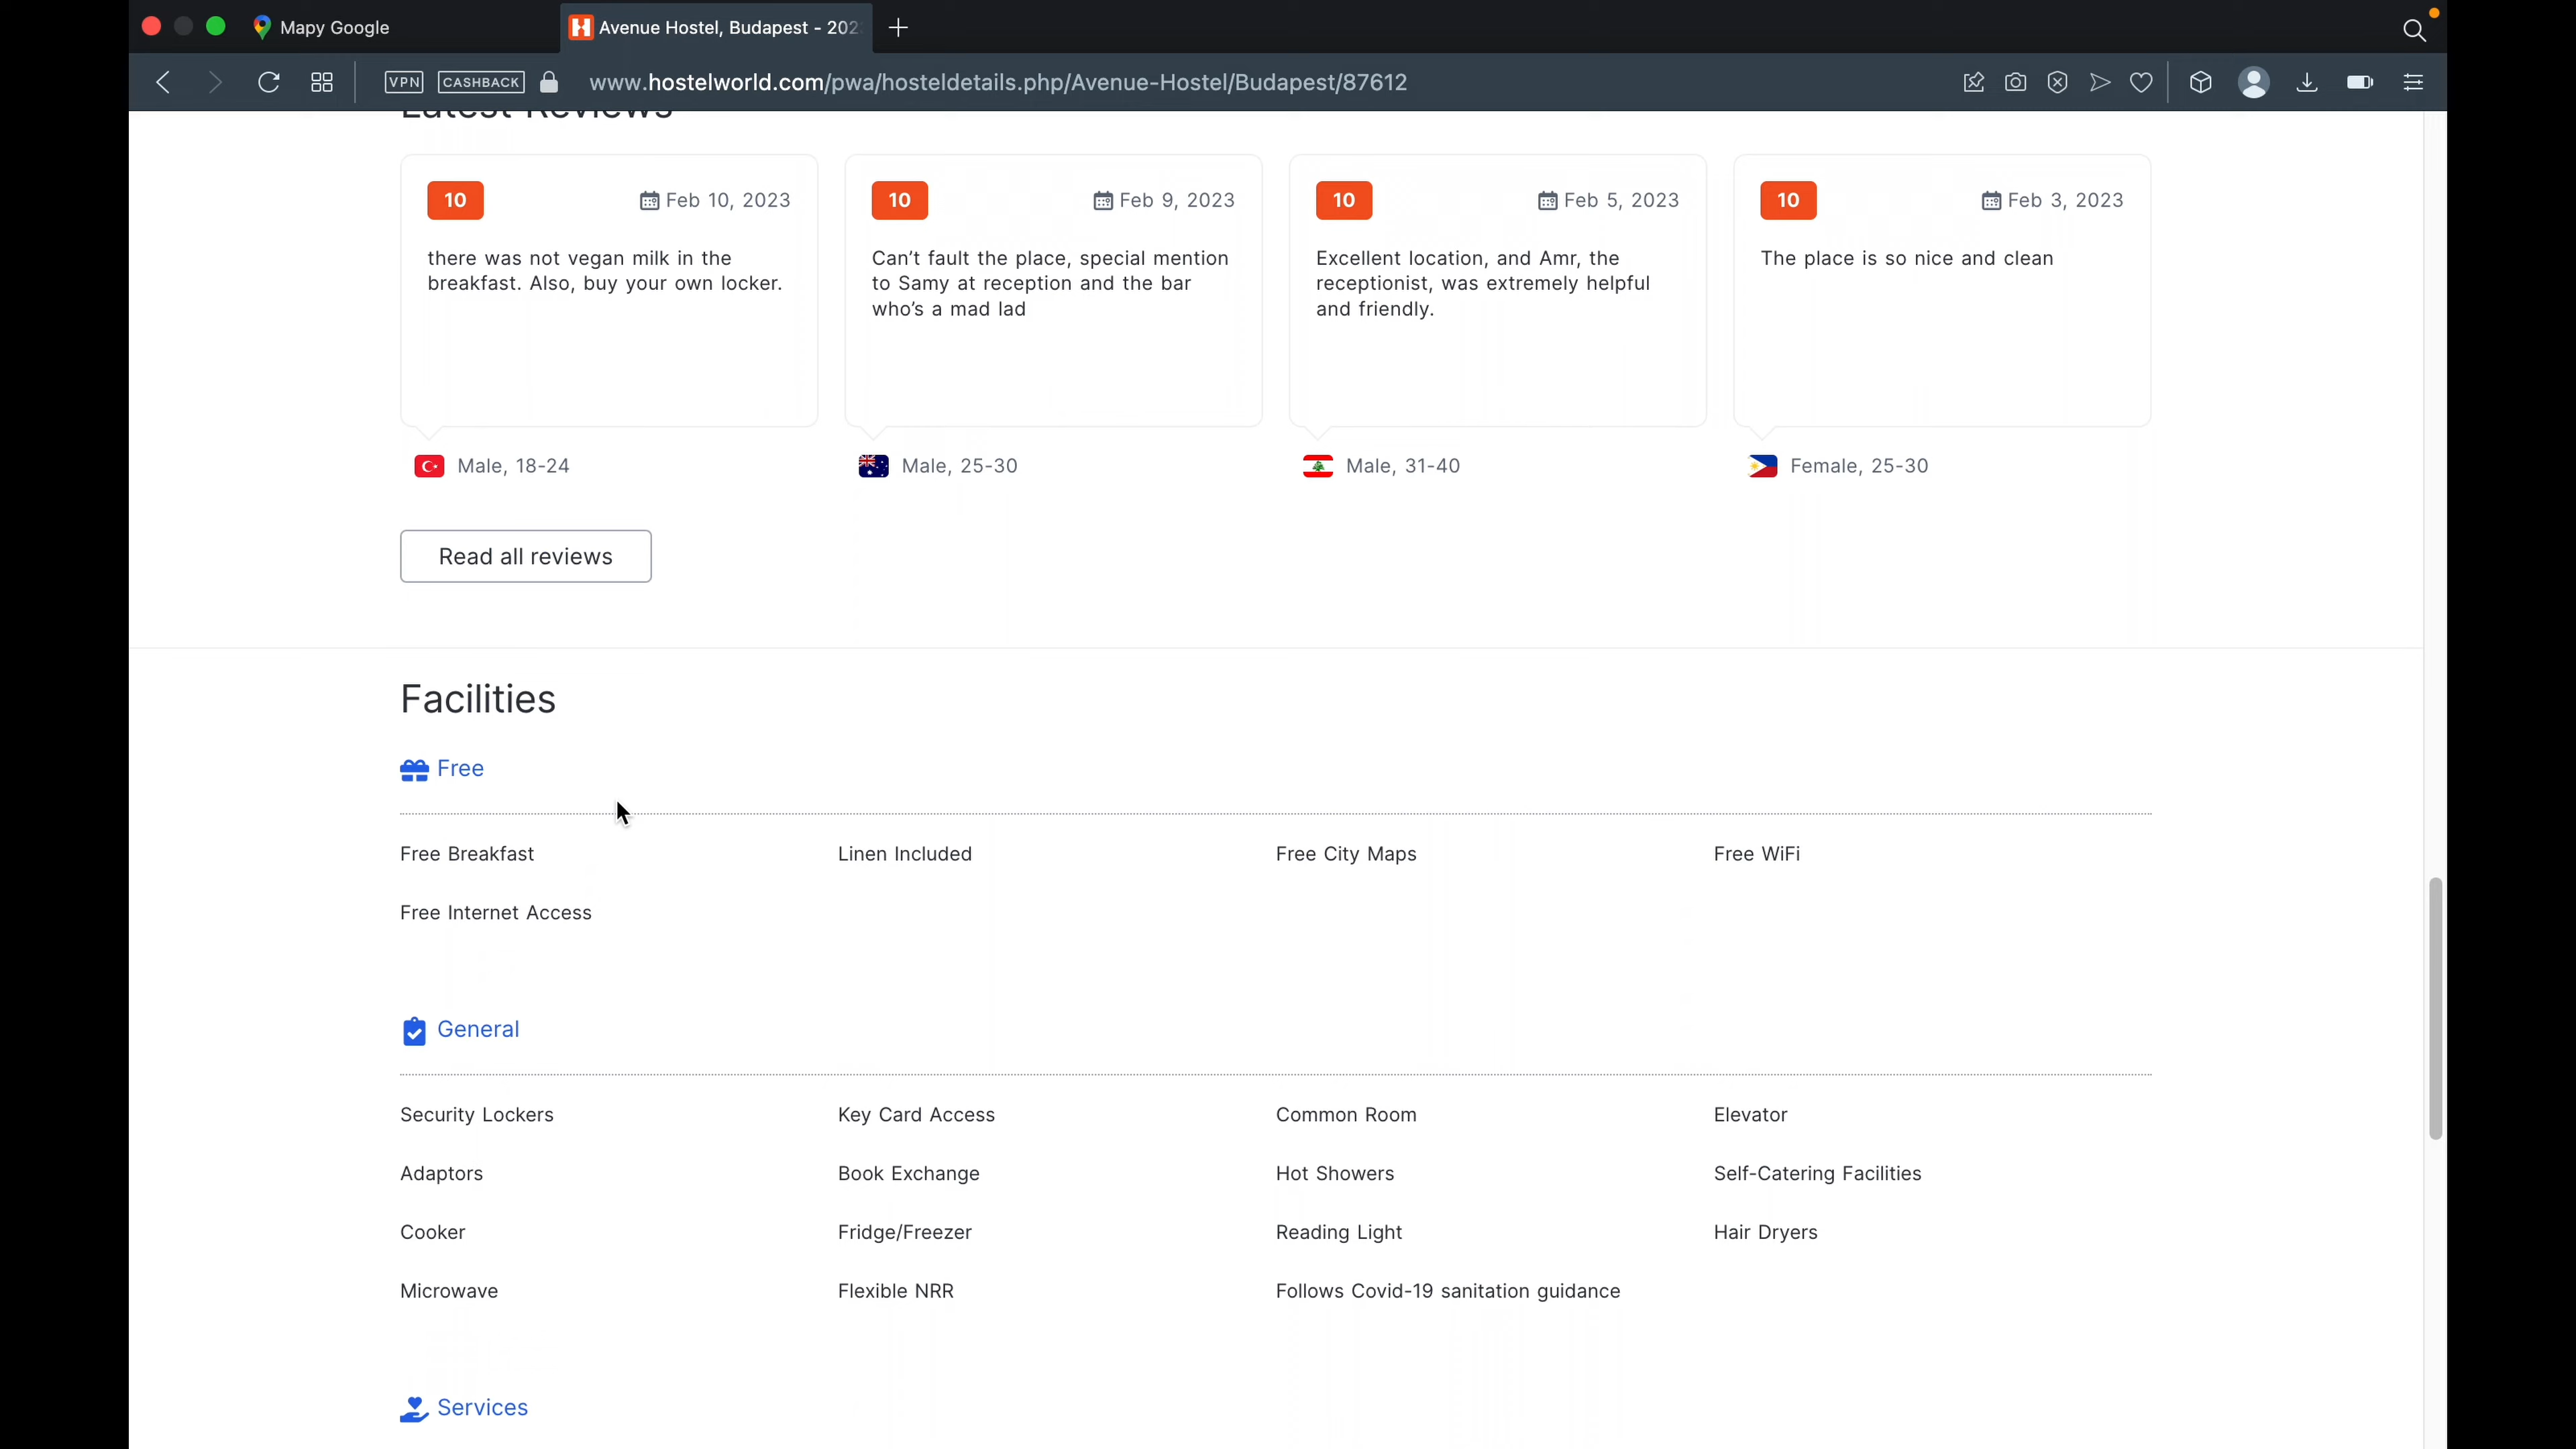 Mapy Google
Avenue Hostel, Budapest - 202
VPN
CASHBACK
www.hostelworld.com/pwa/hosteldetails.php/Avenue-Hostel/Budapest/87612
Latest Reviews
10
Feb 10, 2023
there was not vegan milk in the
breakfast. Also, buy your own locker.
Male, 18-24
10
Feb 9, 2023
Can't fault the place, special mention
to Samy at reception and the bar
who's a mad lad
Male, 25-30
10
Feb 5, 2023
Excellent location, and Amr, the
receptionist, was extremely helpful
and friendly.
Male, 31-40
10
Feb 3, 2023
The place is so nice and clean
Female, 25-30
Read all reviews
Facilities
Free
Free Breakfast
Linen Included
Free City Maps
Free WiFi
Free Internet Access
General
Security Lockers
Key Card Access
Common Room
Elevator
Adaptors
Book Exchange
Hot Showers
Self-Catering Facilities
Cooker
Fridge/Freezer
Reading Light
Hair Dryers
Microwave
Flexible NRR
Follows Covid-19 sanitation guidance
Services